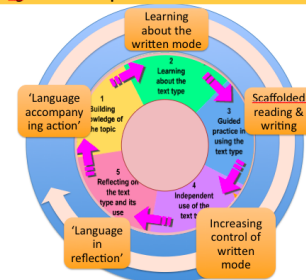 Learning
about the
written mode
2
Learning
about the
text type
1
Building
knowledge of
the topic
'Language
accompany
ing action'
3
Guided
practice in
using the
text type
Scaffolded
reading &
writing
5
Reflecting on
the text
type and its
use
4
Independent
use of the
text
'Language
in
reflection'
Increasing
control of
written
mode